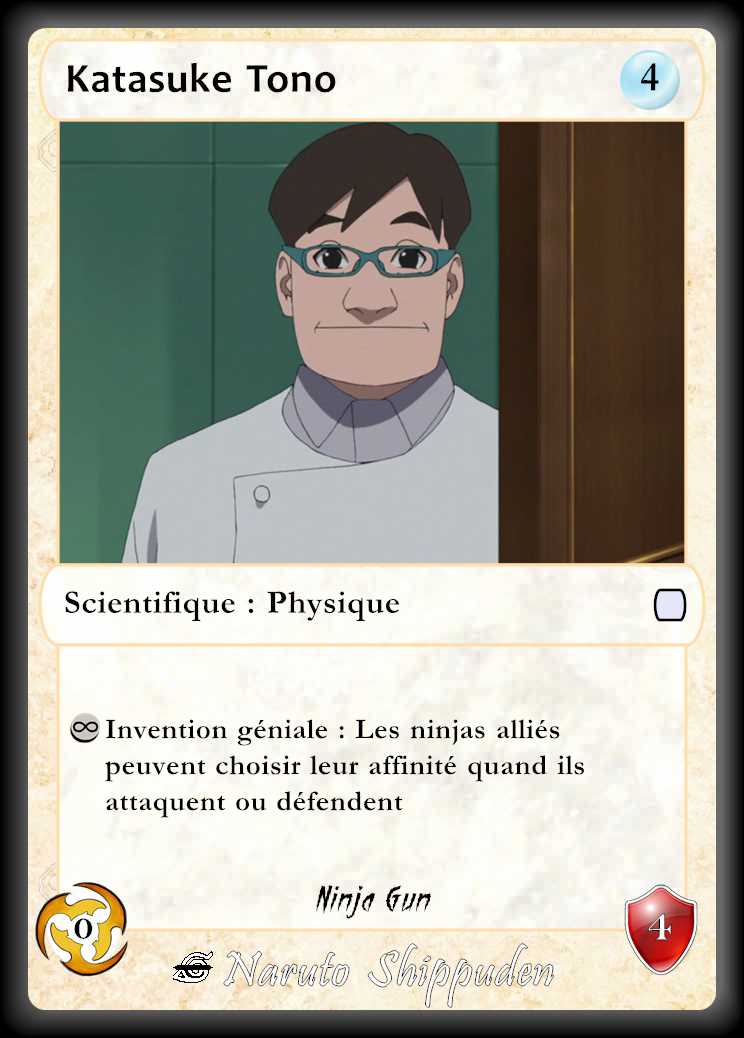 Katasuke Tono
4
Scientifique : Physique
∞ Invention géniale : Les ninjas alliés
peuvent choisir leur affinité quand ils
attaquent ou défendent
Ninja Gun
0
4
Naruto Shippuden